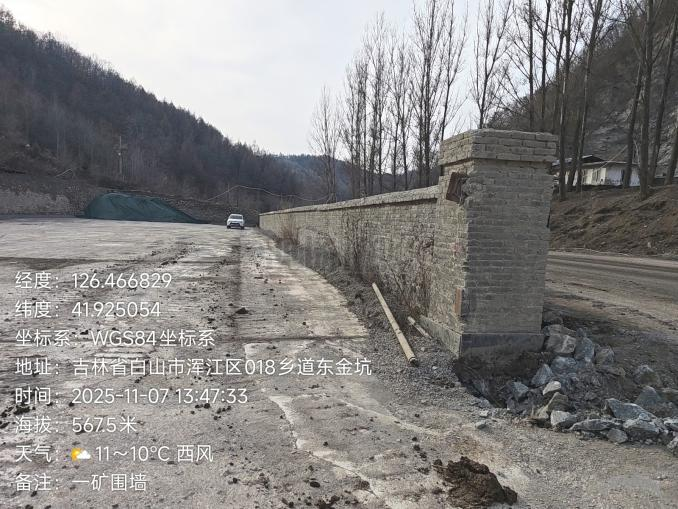 经度：126.466829
纬度：41.925054
坐标系：WGS84坐标系
地址：吉林省白山市浑江区018乡道东金坑
时间：2025-11-07 13:47:33
海拔：567.5米
天气：⛅ 11～10℃ 西风
备注：一矿围墙